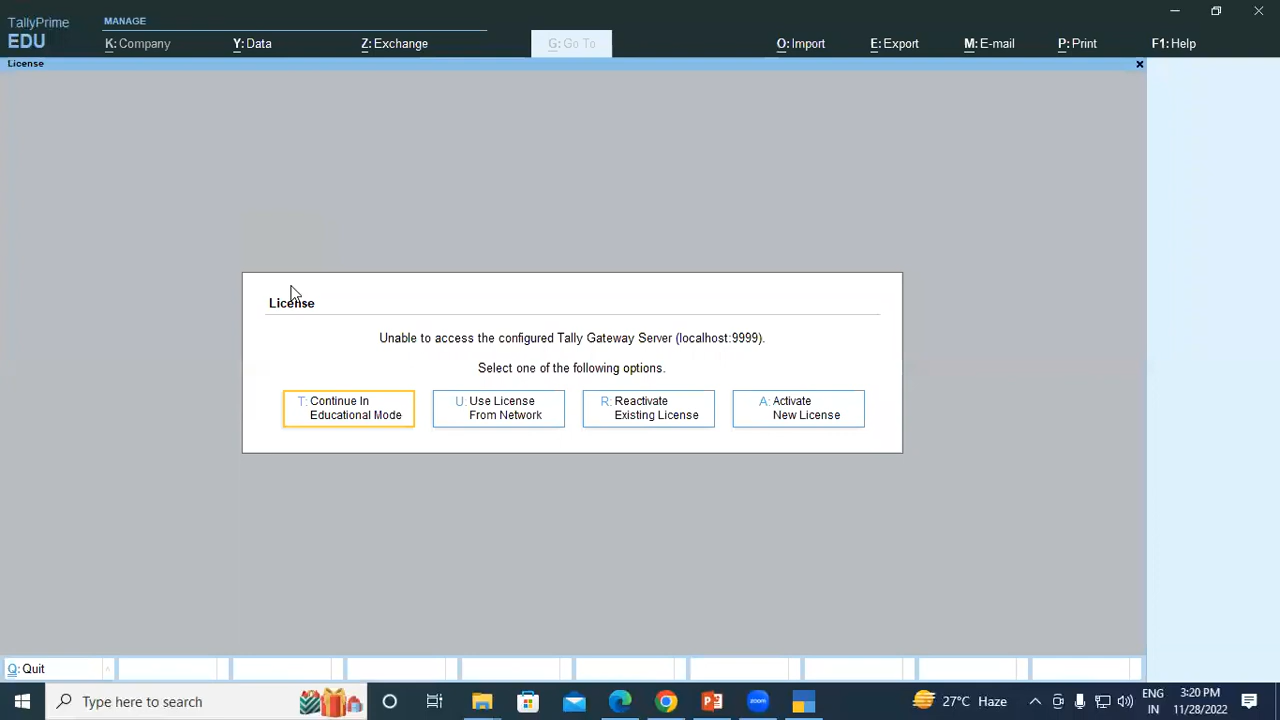 TallyPrime
EDU
MANAGE
K: Company
Y: Data
Z: Exchange
G: Go To
O: Import
E: Export
M: E-mail
P: Print
F1: Help
License
License
Unable to access the configured Tally Gateway Server (localhost:9999).
Select one of the following options.
T: Continue In
Educational Mode
U: Use License
From Network
R: Reactivate
Existing License
A: Activate
New License
Q: Quit
Type here to search
zoom
27°C Haze
ENG
IN
3:20 PM
11/28/2022